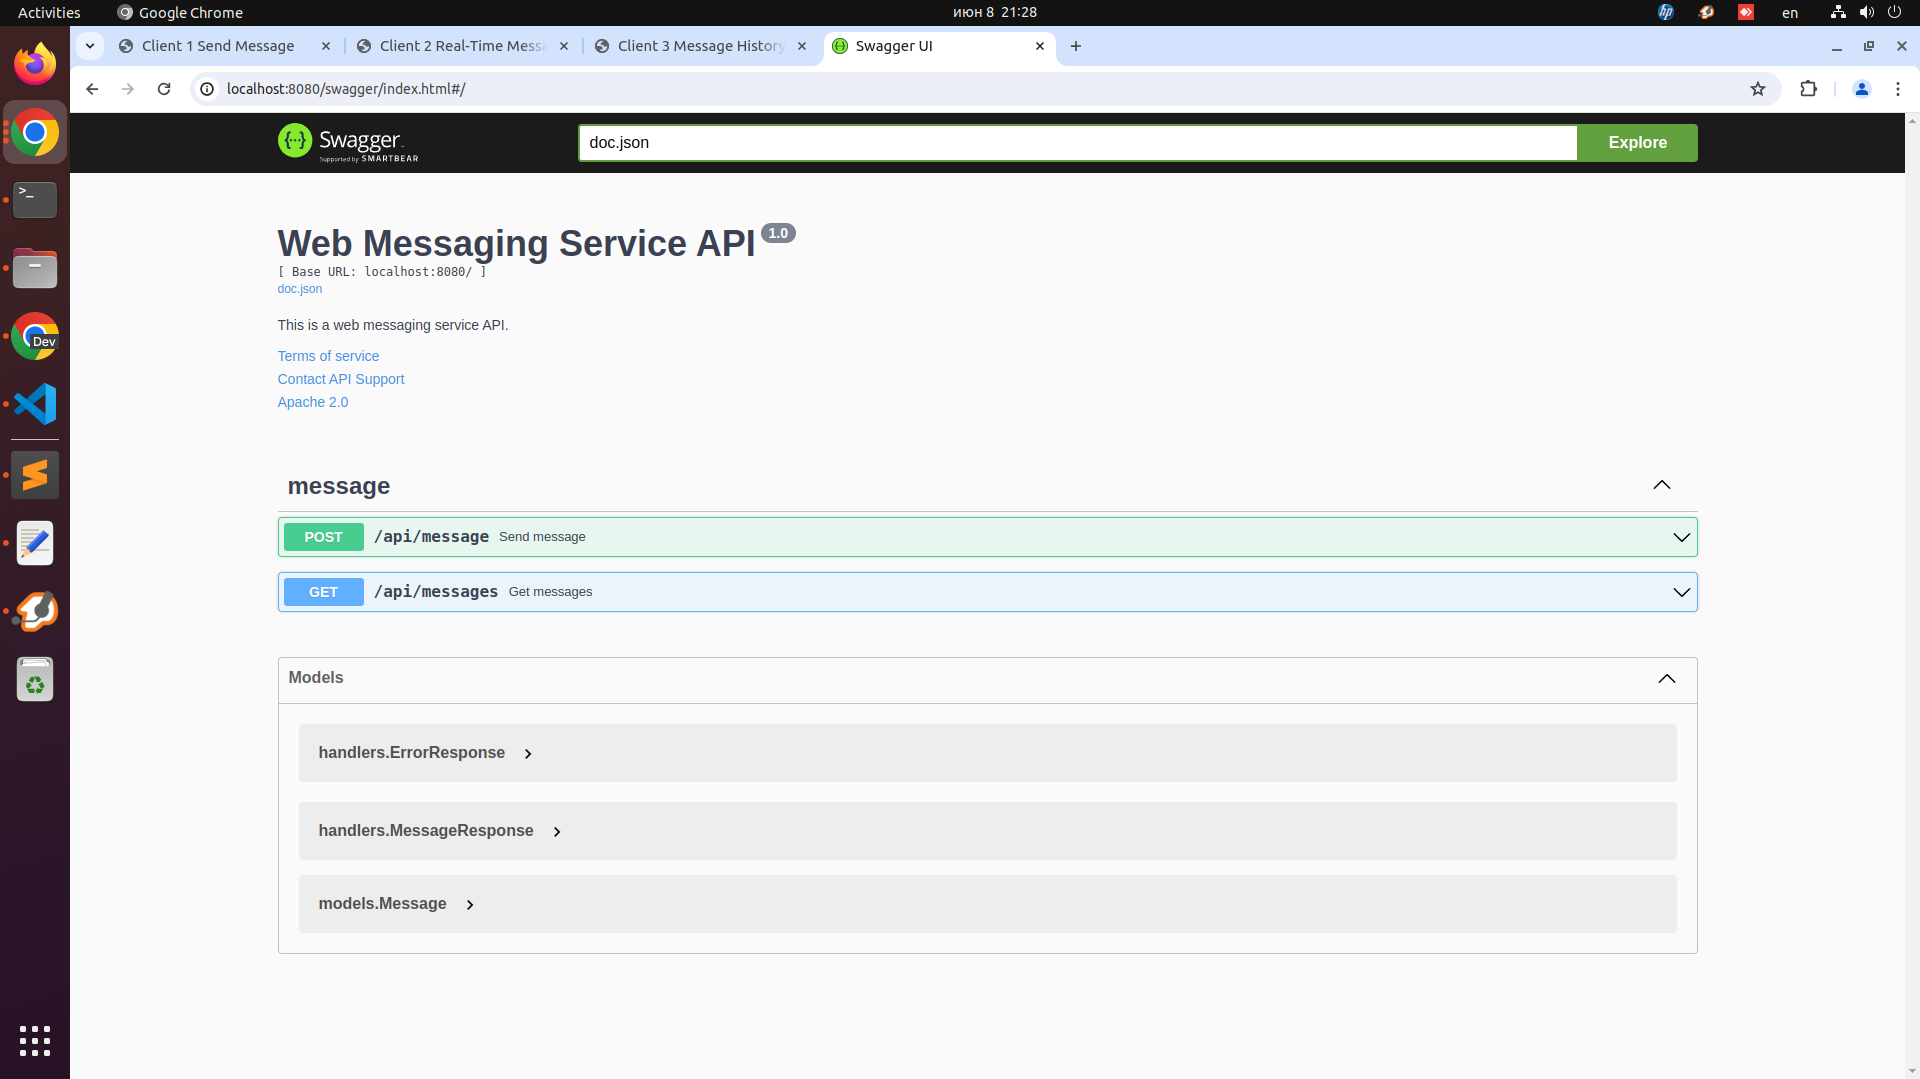 Activities
Google Chrome
июн 8 21:28
en
Client 1 Send Message
Client 2 Real-Time Messa
Client 3 Message History
Swagger UI
localhost:8080/swagger/index.html#/
Swagger
Supported by SMARTBEAR
doc.json
Explore
Web Messaging Service API 1.0
[ Base URL: localhost:8080/ ]
doc.json
This is a web messaging service API.
Terms of service
Contact API Support
Apache 2.0
message
POST /api/message Send message
GET /api/messages Get messages
Models
handlers.ErrorResponse
handlers.MessageResponse
models.Message
Dev